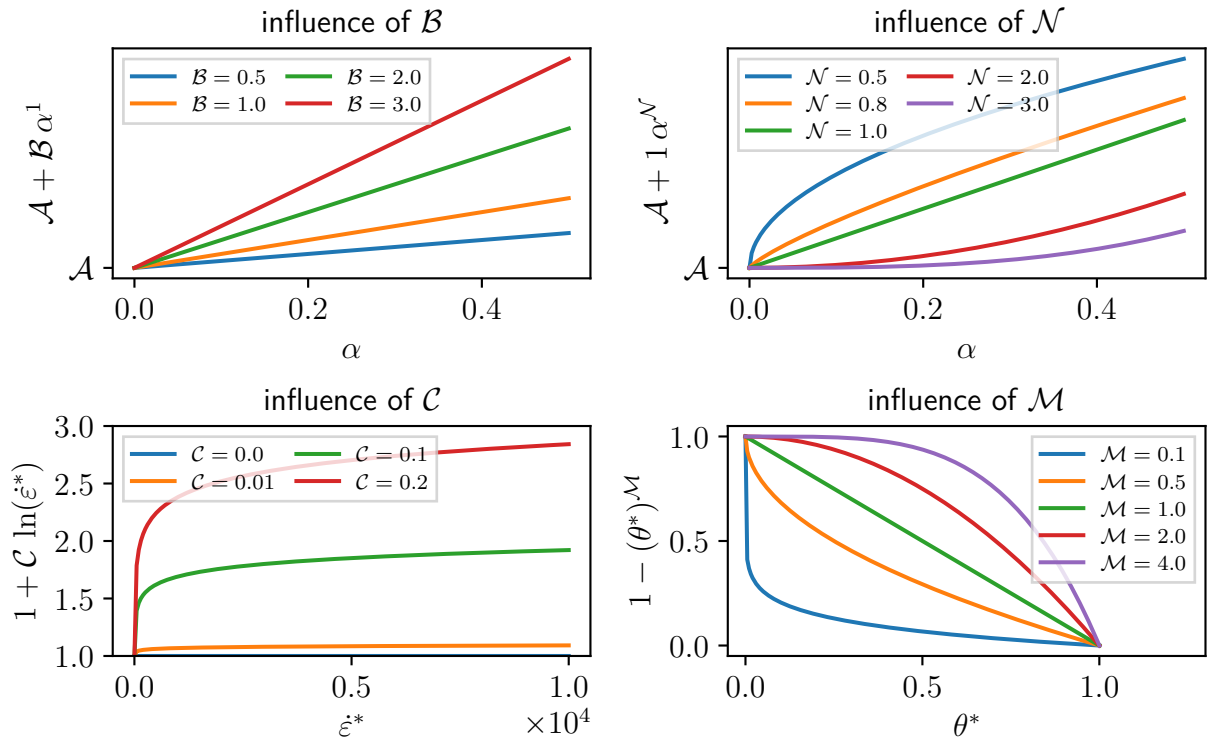 influence of ℬ
𝒜 + ℬ α¹
ℬ = 0.5 ℬ = 2.0
ℬ = 1.0 ℬ = 3.0
𝒜
0.0 0.2 0.4
α
influence of 𝒩
𝒜 + 1 α^𝒩
𝒩 = 0.5 𝒩 = 2.0
𝒩 = 0.8 𝒩 = 3.0
𝒩 = 1.0
𝒜
0.0 0.2 0.4
α
influence of 𝒞
1 + 𝒞 ln(ε̇*)
3.0
2.5
2.0
1.5
1.0
𝒞 = 0.0 𝒞 = 0.1
𝒞 = 0.01 𝒞 = 0.2
0.0 0.5 1.0
×10⁴
ε̇*
influence of ℳ
1 − (θ*)^ℳ
1.0
0.5
0.0
ℳ = 0.1
ℳ = 0.5
ℳ = 1.0
ℳ = 2.0
ℳ = 4.0
0.0 0.5 1.0
θ*